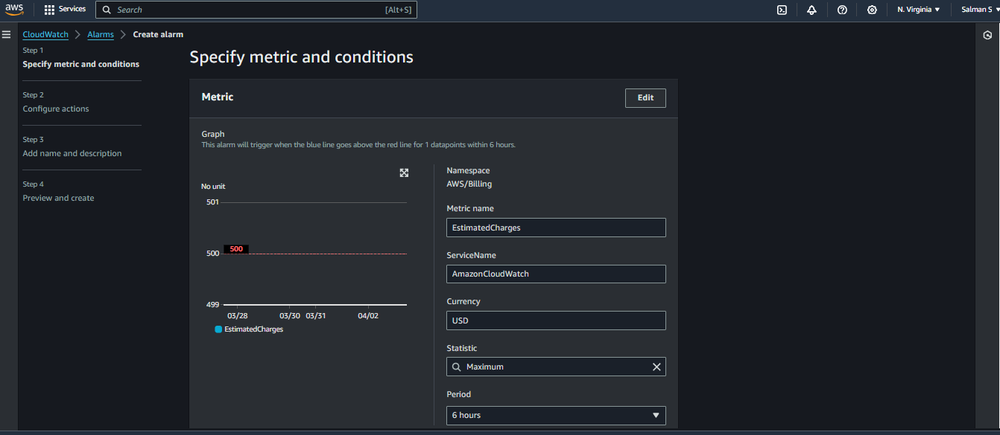 aws
Services
Search
[Alt+S]
N. Virginia
Salman S
CloudWatch
Alarms
Create alarm
Step 1
Specify metric and conditions
Step 2
Configure actions
Step 3
Add name and description
Step 4
Preview and create
Specify metric and conditions
Metric
Edit
Graph
This alarm will trigger when the blue line goes above the red line for 1 datapoints within 6 hours.
No unit
501
500
500
499
03/28
03/30
03/31
04/02
EstimatedCharges
Namespace
AWS/Billing
Metric name
EstimatedCharges
ServiceName
AmazonCloudWatch
Currency
USD
Statistic
Maximum
Period
6 hours